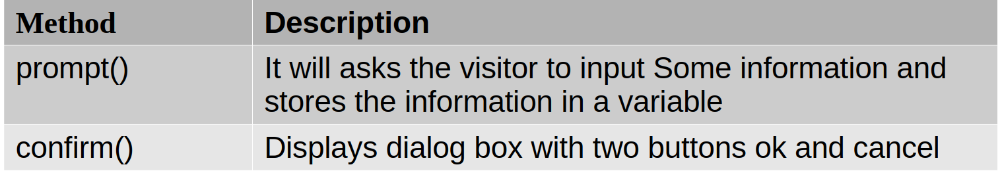 Method Description
prompt() It will asks the visitor to input Some information and
stores the information in a variable
confirm() Displays dialog box with two buttons ok and cancel